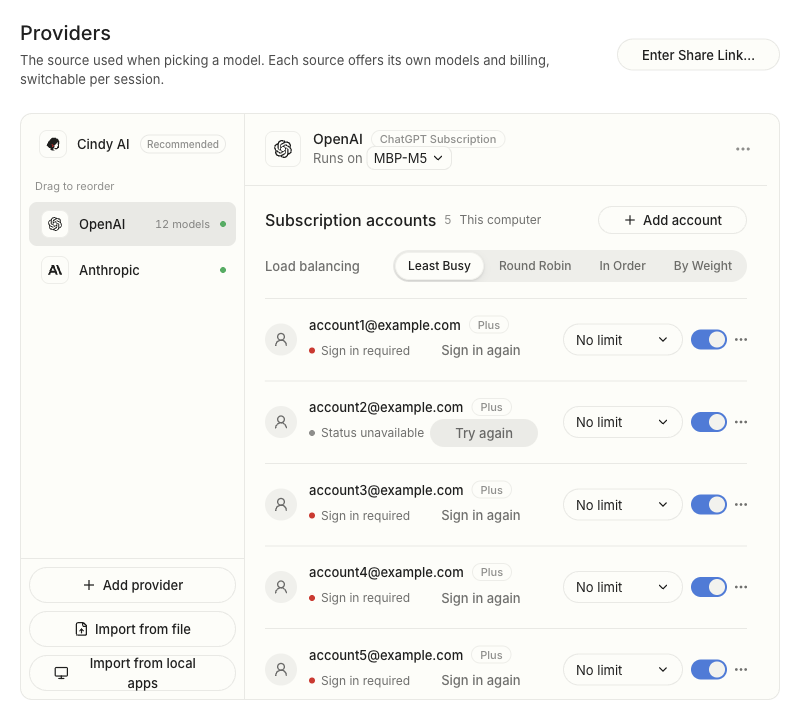 Providers
The source used when picking a model. Each source offers its own models and billing,
switchable per session.
Enter Share Link...
Cindy AI Recommended
Drag to reorder
OpenAI 12 models
Anthropic
Add provider
Import from file
Import from local
apps
OpenAI ChatGPT Subscription
Runs on MBP-M5
Subscription accounts 5 This computer
Add account
Load balancing
Least Busy Round Robin In Order By Weight
account1@example.com Plus
Sign in required Sign in again
No limit
account2@example.com Plus
Status unavailable Try again
No limit
account3@example.com Plus
Sign in required Sign in again
No limit
account4@example.com Plus
Sign in required Sign in again
No limit
account5@example.com Plus
Sign in required Sign in again
No limit